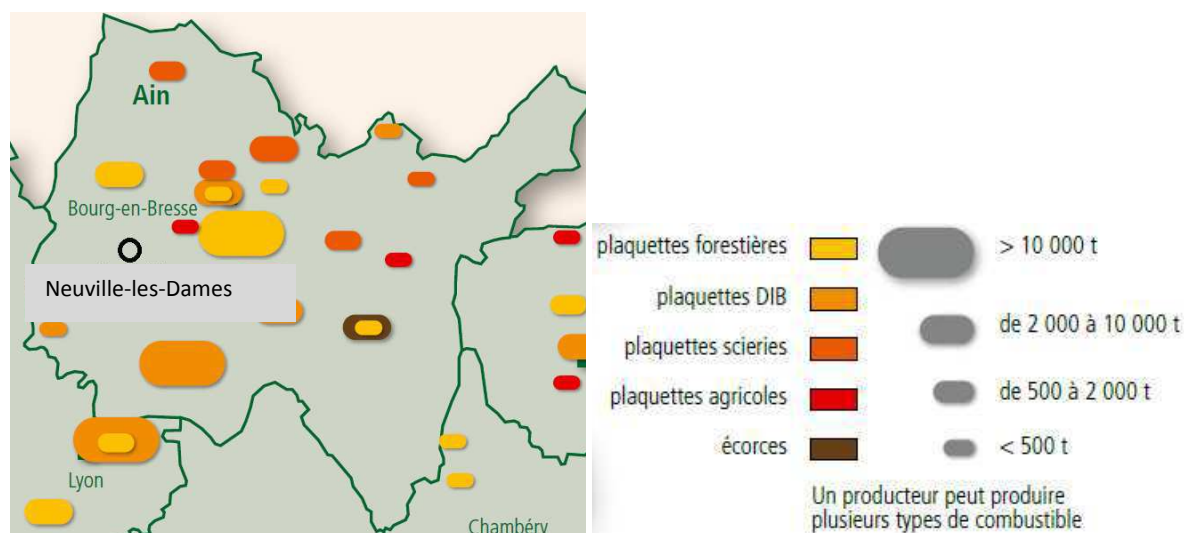 Ain
Bourg-en-Bresse
Neuville-les-Dames
Lyon
Chambéry
plaquettes forestières
> 10 000 t
plaquettes DIB
de 2 000 à 10 000 t
plaquettes scieries
plaquettes agricoles
de 500 à 2 000 t
écorces
< 500 t
Un producteur peut produire
plusieurs types de combustible